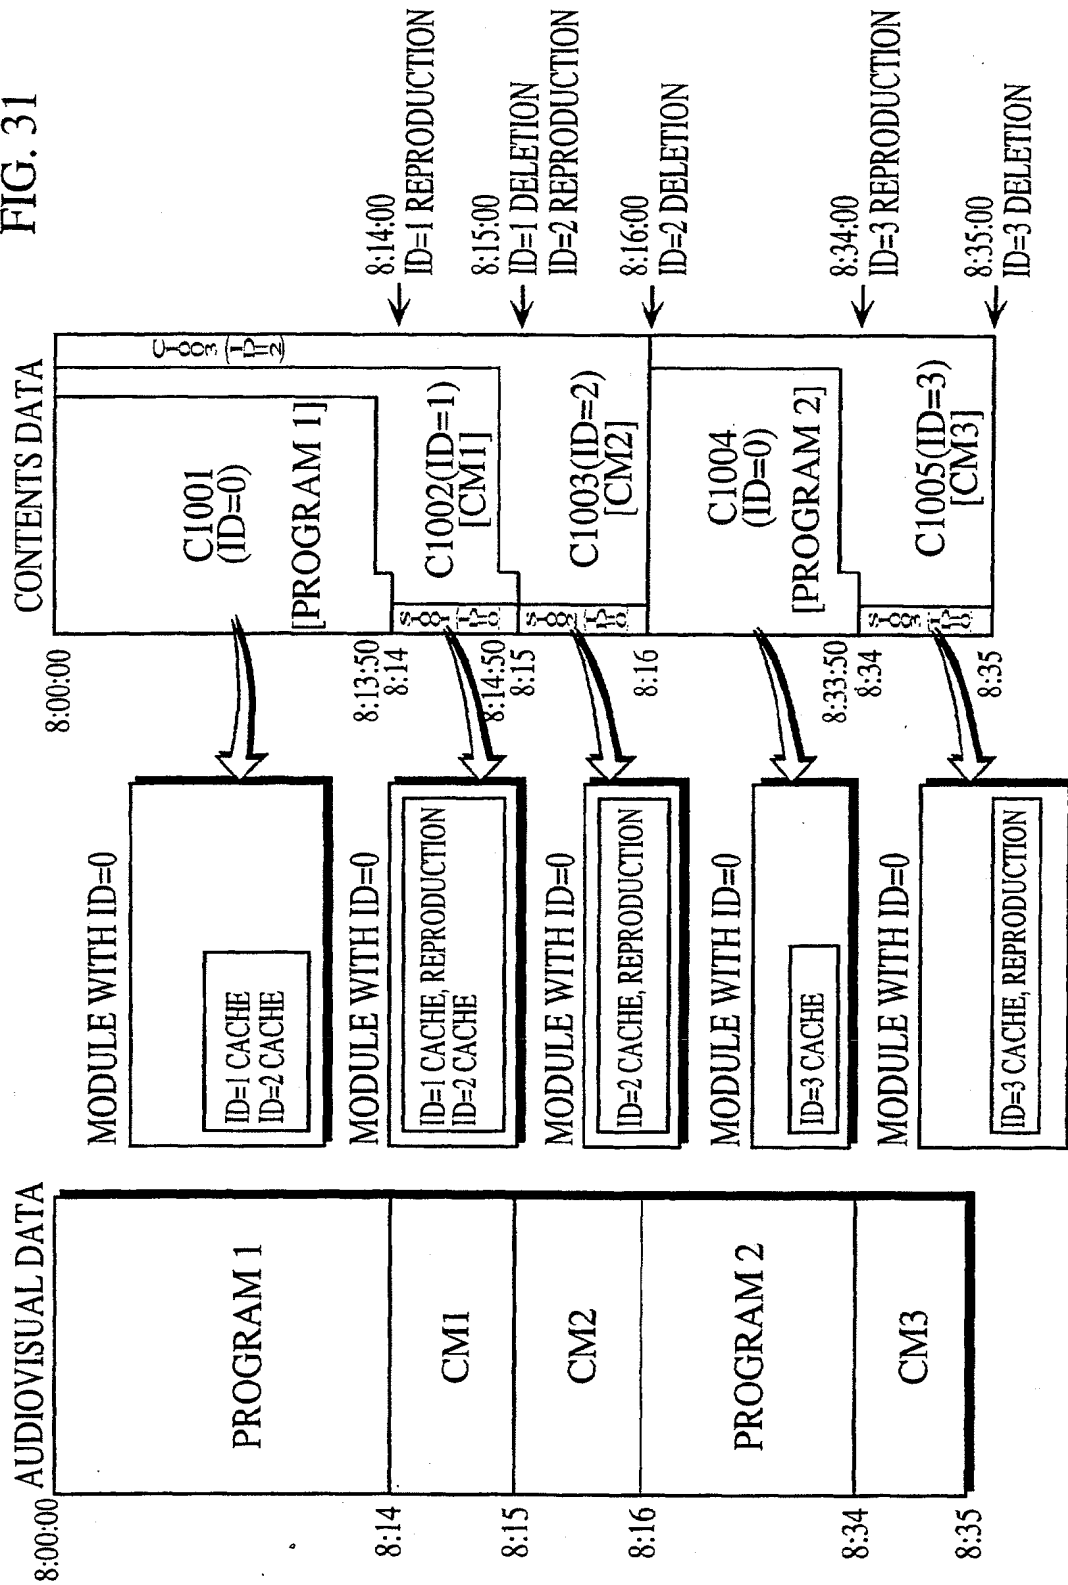 FIG. 31
AUDIOVISUAL DATA
8:00:00
PROGRAM 1
8:14
CM1
8:15
CM2
8:16
PROGRAM 2
8:34
CM3
8:35
MODULE WITH ID=0
ID=1 CACHE
ID=2 CACHE
MODULE WITH ID=0
ID=1 CACHE, REPRODUCTION
ID=2 CACHE
MODULE WITH ID=0
ID=2 CACHE, REPRODUCTION
MODULE WITH ID=0
ID=3 CACHE
MODULE WITH ID=0
ID=3 CACHE, REPRODUCTION
CONTENTS DATA
8:00:00
C1001
(ID=0)
[PROGRAM 1]
8:13:50
8:14
C1002(ID=1)
[CM1]
8:14:50
8:15
C1003(ID=2)
[CM2]
8:16
C1004
(ID=0)
[PROGRAM 2]
8:33:50
8:34
C1005(ID=3)
[CM3]
8:35
8:14:00
ID=1 REPRODUCTION
8:15:00
ID=1 DELETION
ID=2 REPRODUCTION
8:16:00
ID=2 DELETION
8:34:00
ID=3 REPRODUCTION
8:35:00
ID=3 DELETION